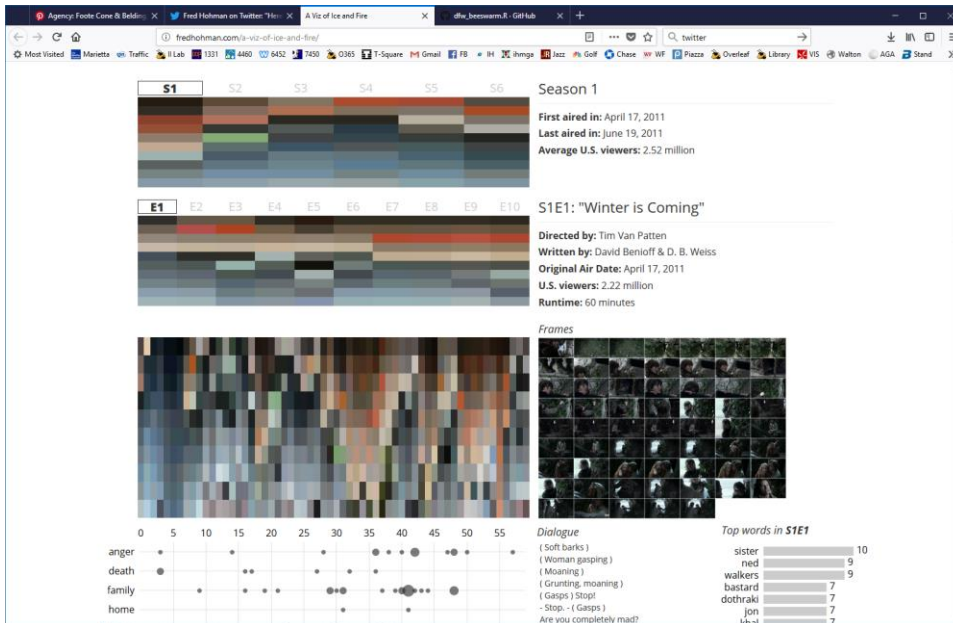 Agency: Foote Cone & Belding,
Fred Hohman on Twitter: "Her
A Viz of Ice and Fire
dfw_beeswarm.R - GitHub
fredhohman.com/a-viz-of-ice-and-fire/
twitter
Most Visited Marietta Traffic II Lab 1331 4460 6452 7450 O365 T-Square Gmail FB IH ihmga Jazz Golf Chase WF Piazza Overleaf Library VIS Walton AGA Stand
S1 S2 S3 S4 S5 S6
Season 1
First aired in: April 17, 2011
Last aired in: June 19, 2011
Average U.S. viewers: 2.52 million
E1 E2 E3 E4 E5 E6 E7 E8 E9 E10
S1E1: "Winter is Coming"
Directed by: Tim Van Patten
Written by: David Benioff & D. B. Weiss
Original Air Date: April 17, 2011
U.S. viewers: 2.22 million
Runtime: 60 minutes
Frames
0 5 10 15 20 25 30 35 40 45 50 55
anger
death
family
home
Dialogue
( Soft barks )
( Woman gasping )
( Moaning )
( Grunting, moaning )
( Gasps ) Stop!
- Stop. - ( Gasps )
Are you completely mad?
Top words in S1E1
sister 10
ned 9
walkers 9
bastard 7
dothraki 7
jon 7
khal 7